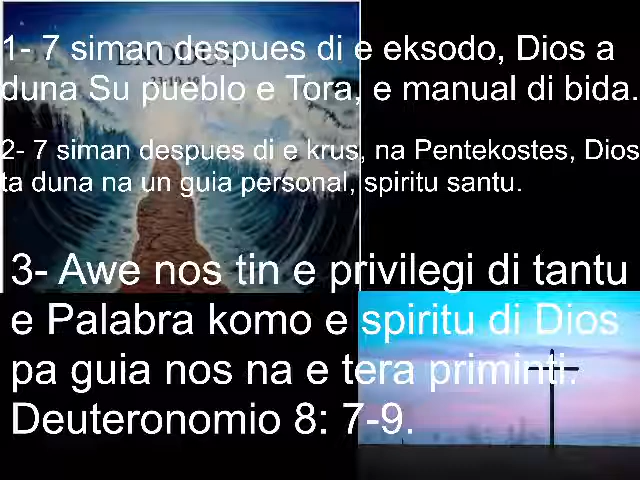 1- 7 siman despues di e eksodo, Dios a
duna Su pueblo e Tora, e manual di bida.
2- 7 siman despues di e krus, na Pentekostes, Dios
ta duna na un guia personal, spiritu santu.
3- Awe nos tin e privilegi di tantu
e Palabra komo e spiritu di Dios
pa guia nos na e tera priminti.
Deuteronomio 8: 7-9.